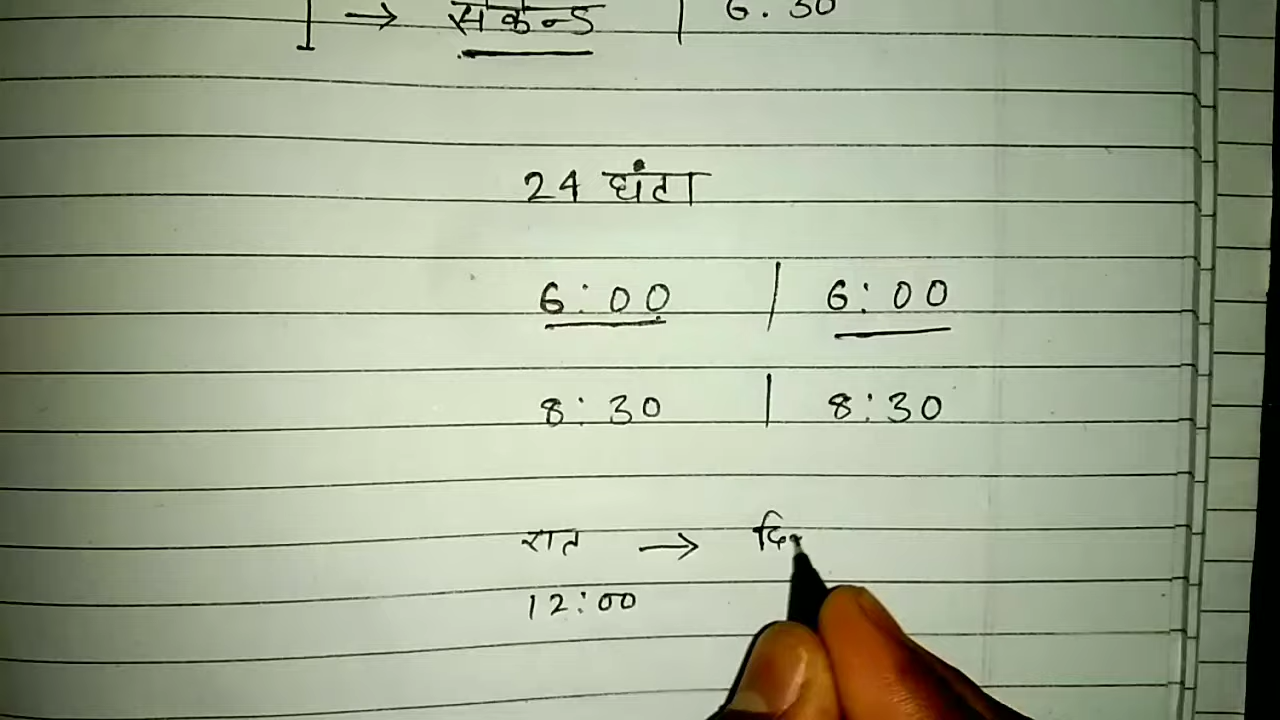 → सेकेन्ड | 6.30
24 घंटा
6:00 | 6:00
8:30 | 8:30
रात → दि
12:00